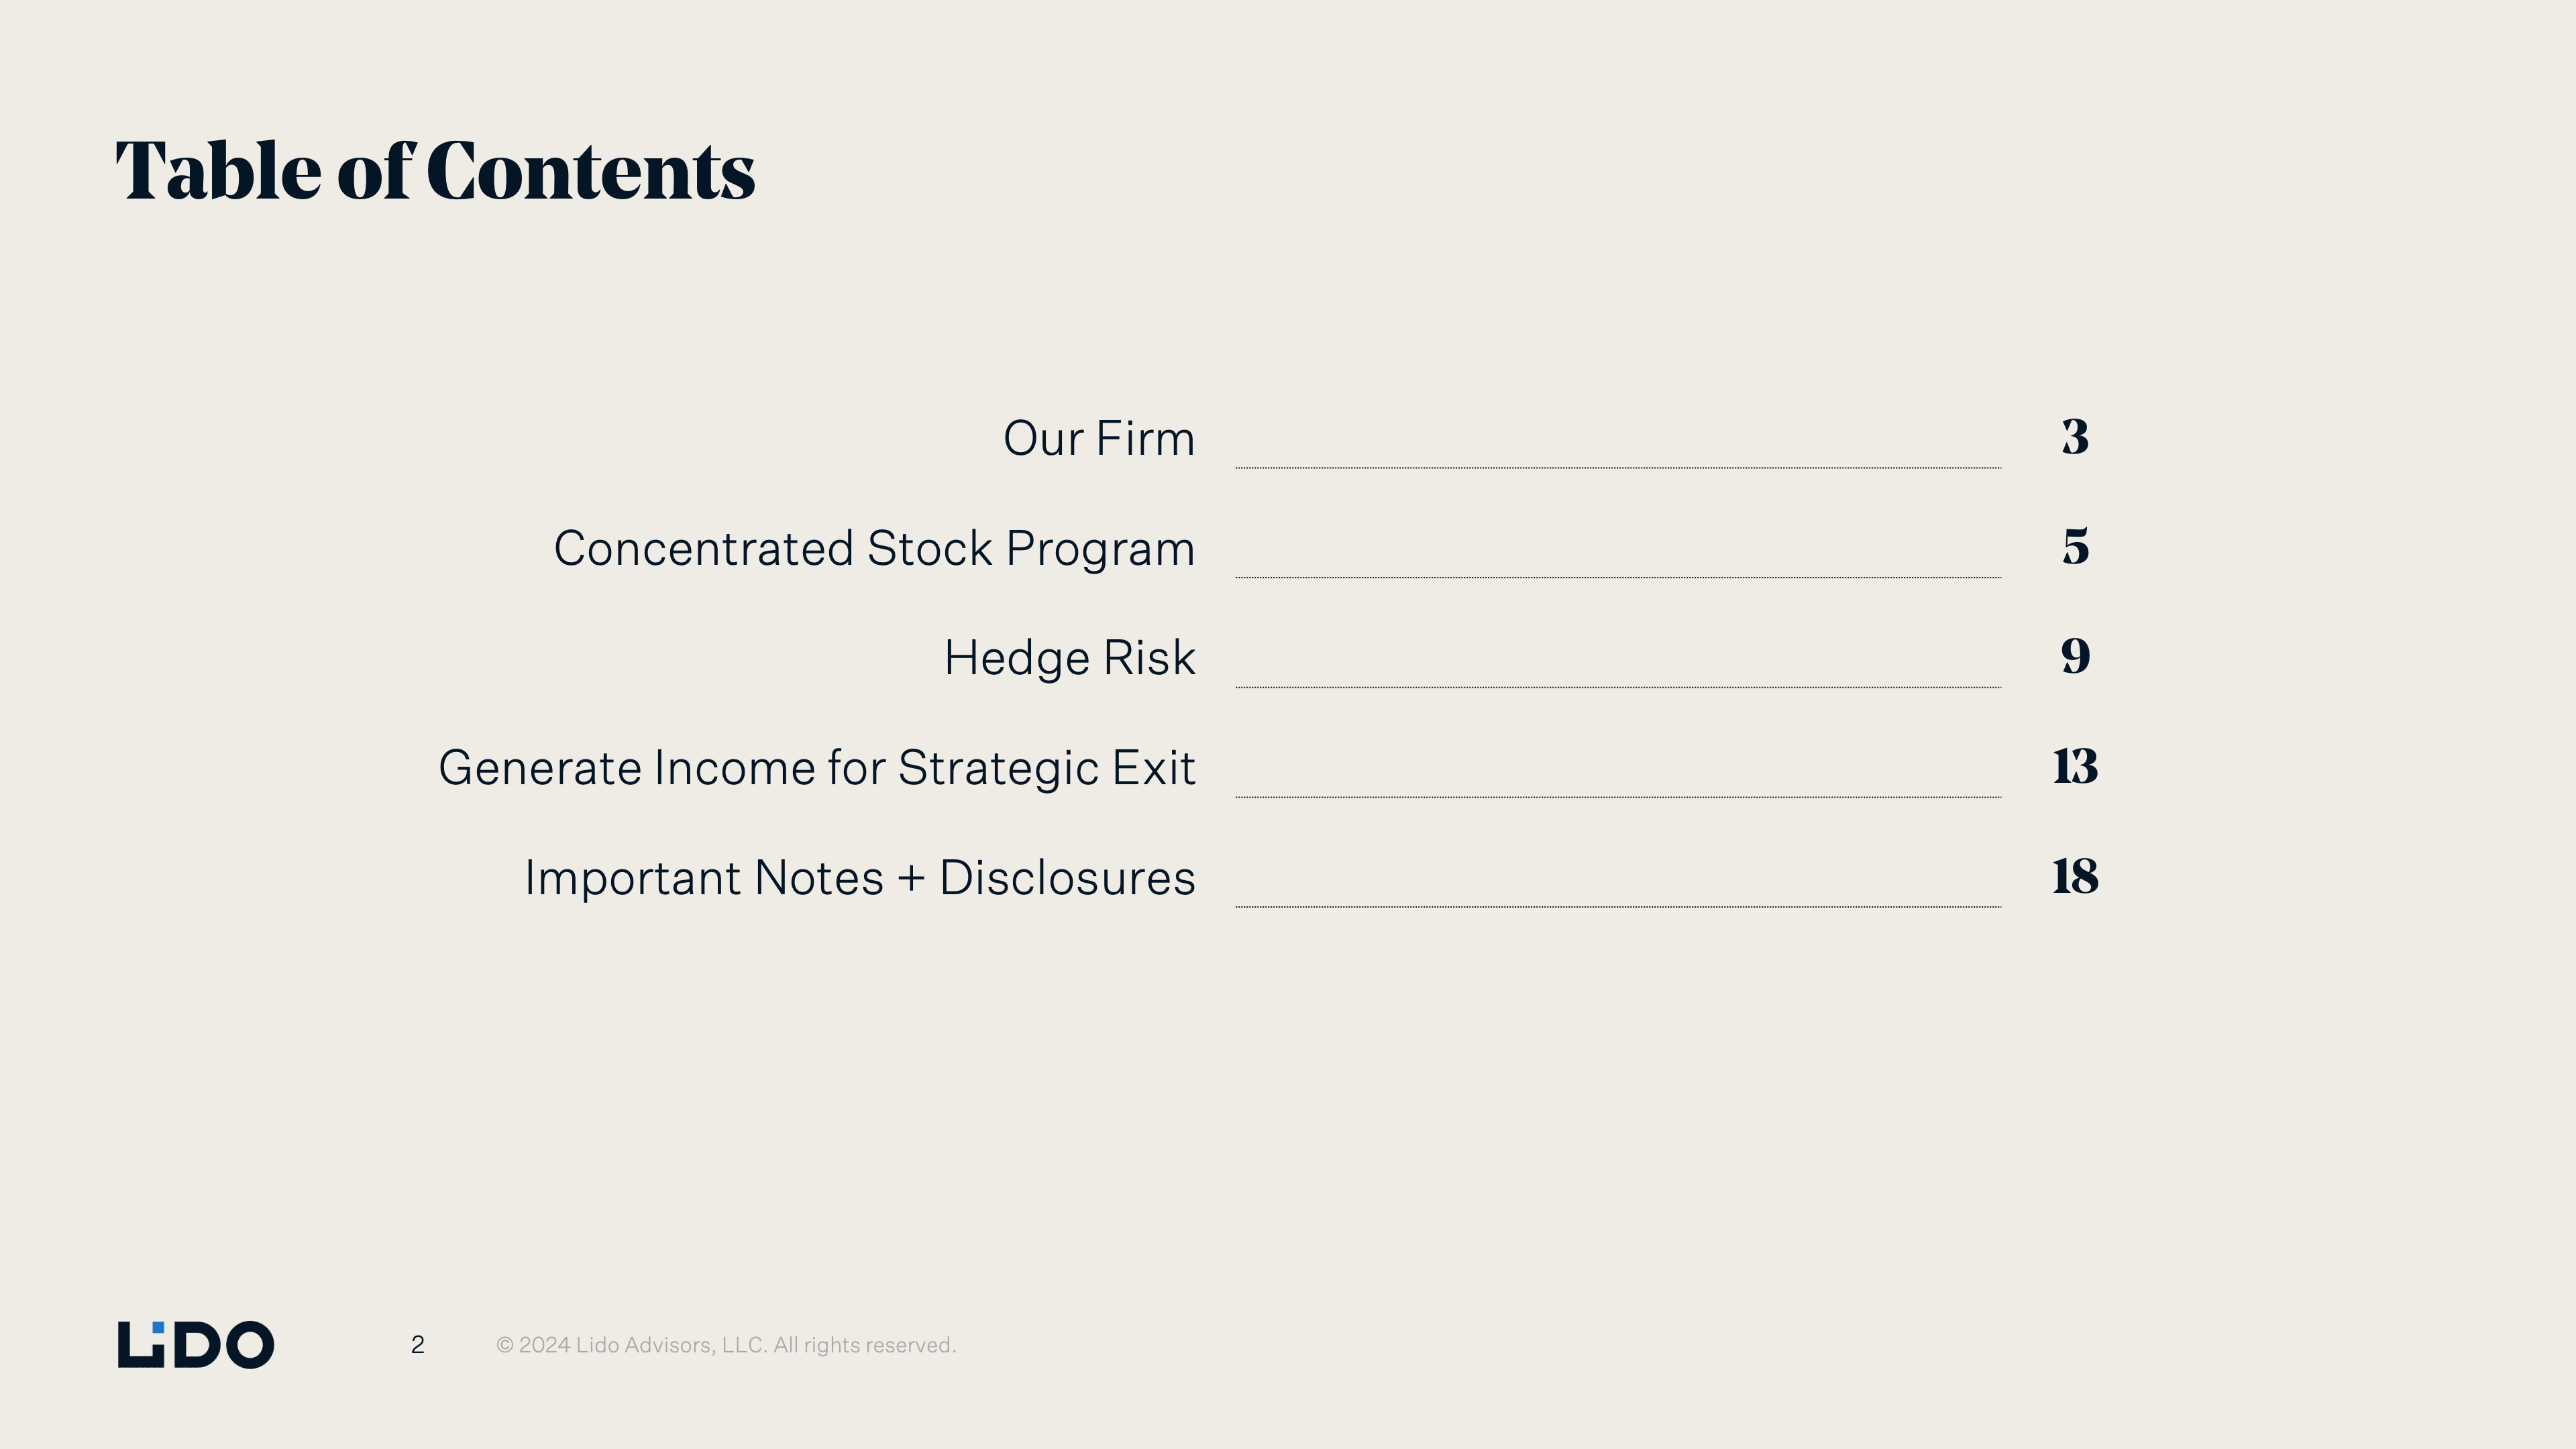 Table of Contents
Our Firm 3
Concentrated Stock Program 5
Hedge Risk 9
Generate Income for Strategic Exit 13
Important Notes + Disclosures 18
LiDO 2 © 2024 Lido Advisors, LLC. All rights reserved.